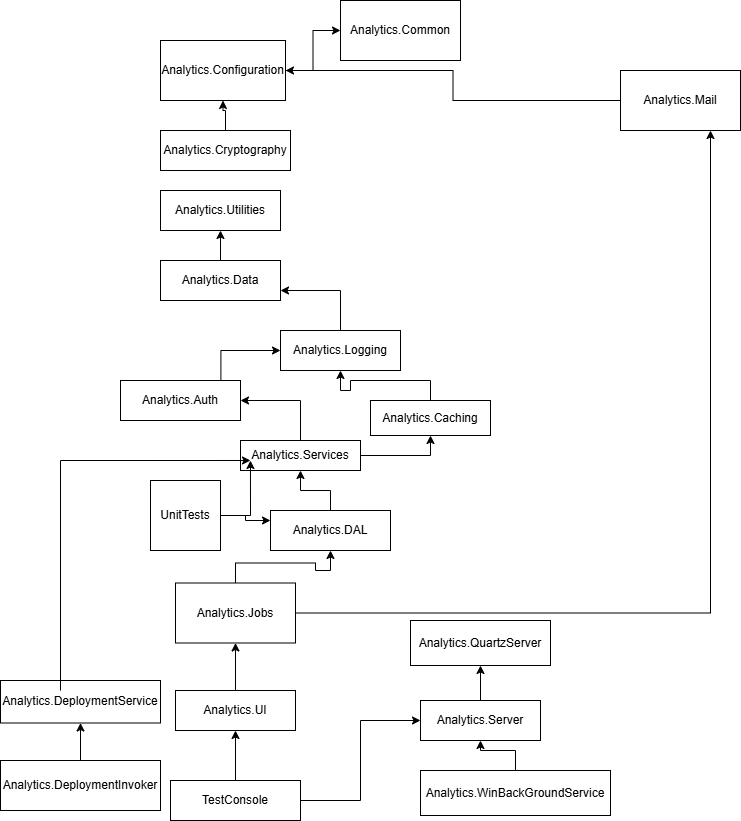 Analytics.Common
Analytics.Configuration
Analytics.Mail
Analytics.Cryptography
Analytics.Utilities
Analytics.Data
Analytics.Logging
Analytics.Auth
Analytics.Caching
Analytics.Services
UnitTests
Analytics.DAL
Analytics.Jobs
Analytics.QuartzServer
Analytics.DeploymentService
Analytics.UI
Analytics.Server
Analytics.DeploymentInvoker
TestConsole
Analytics.WinBackGroundService